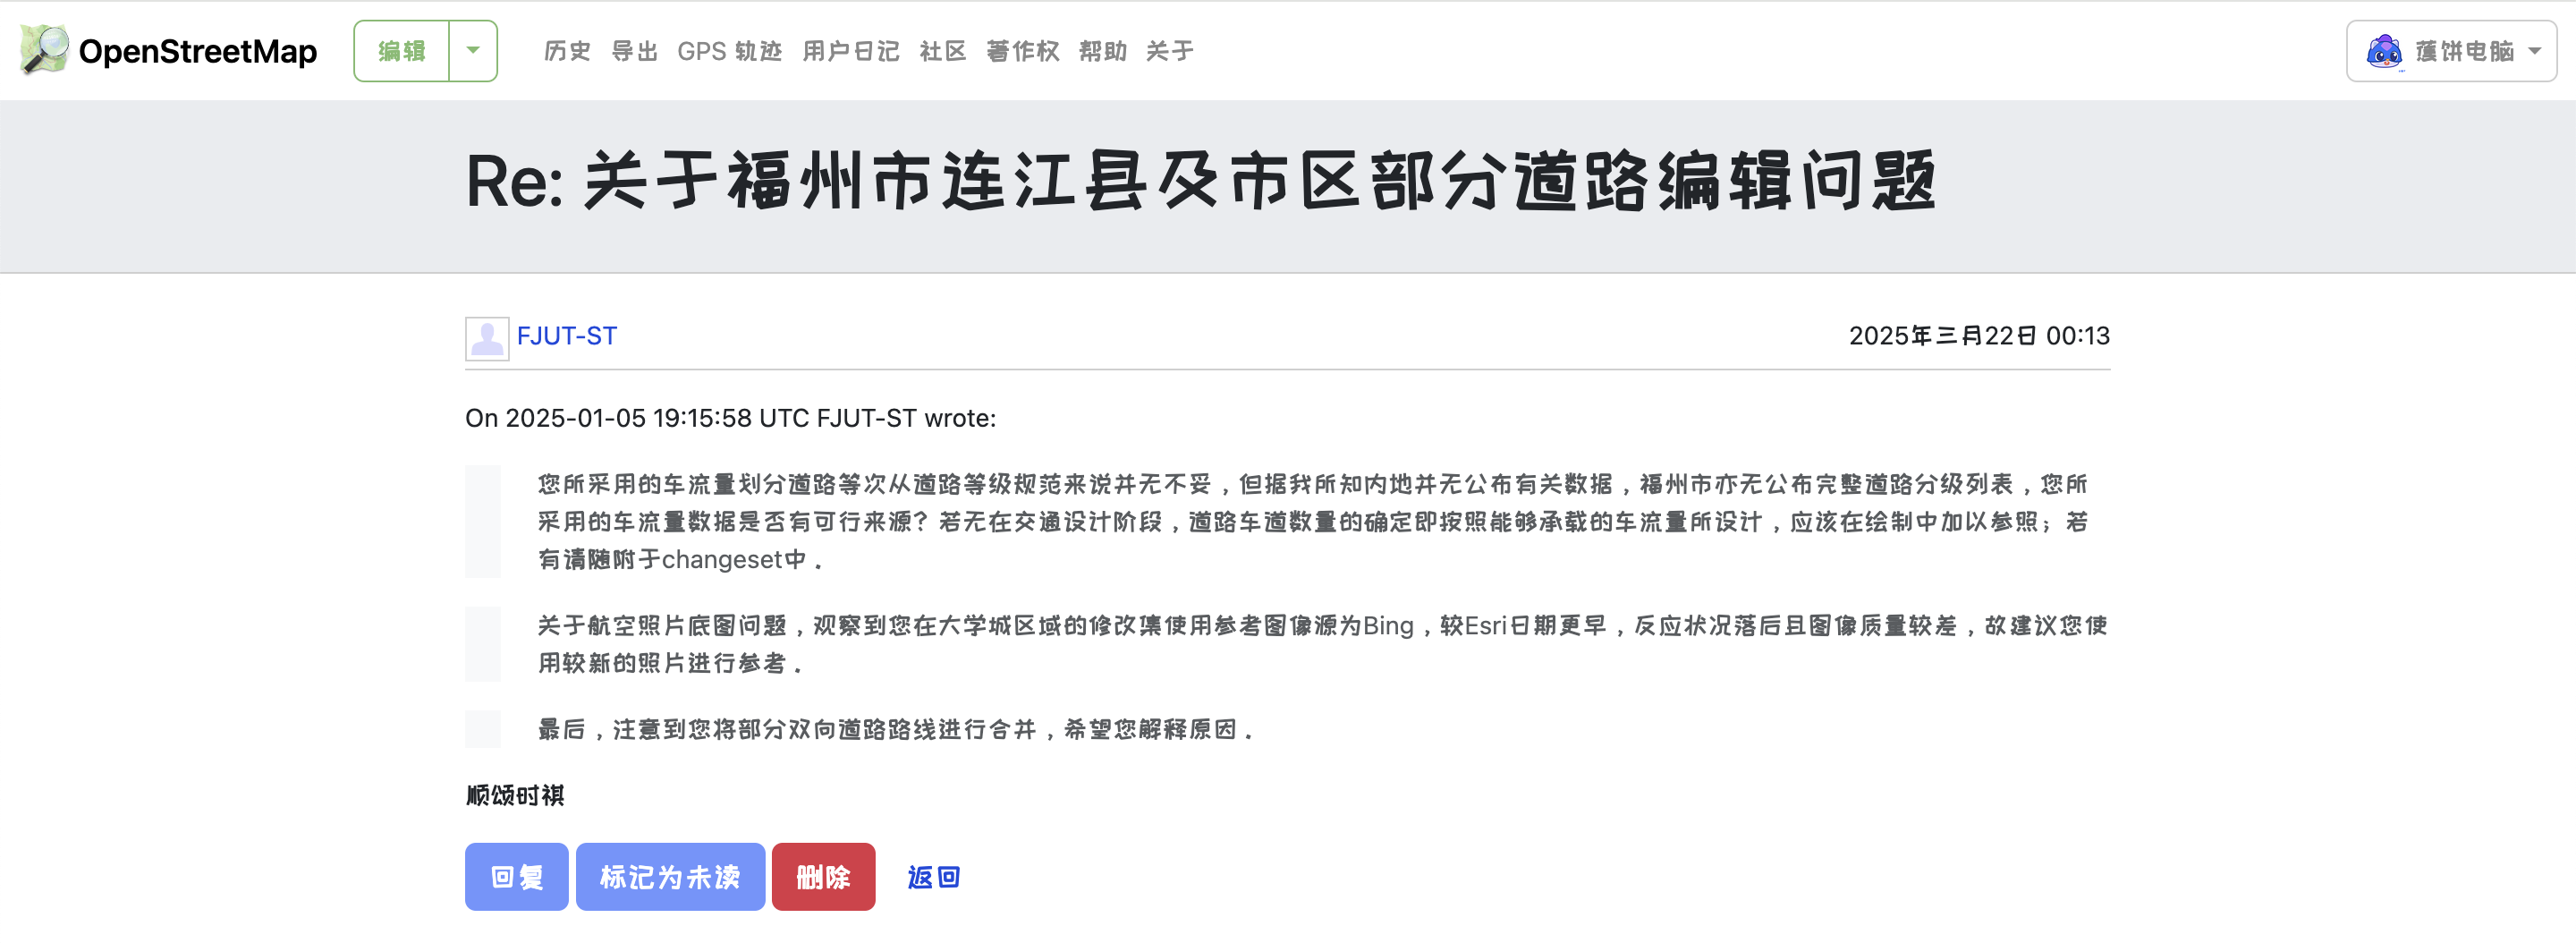 OpenStreetMap 编辑 历史 导出 GPS 轨迹 用户日记 社区 著作权 帮助 关于 莲饼电脑
Re: 关于福州市连江县及市区部分道路编辑问题
FJUT-ST 2025年三月22日 00:13
On 2025-01-05 19:15:58 UTC FJUT-ST wrote:
您所采用的车流量划分道路等次从道路等级规范来说并无不妥，但据我所知内地并无公布有关数据，福州市亦无公布完整道路分级列表，您所
采用的车流量数据是否有可行来源？若无在交通设计阶段，道路车道数量的确定即按照能够承载的车流量所设计，应该在绘制中加以参照；若
有请随附于changeset中．
关于航空照片底图问题，观察到您在大学城区域的修改集使用参考图像源为Bing，较Esri日期更早，反应状况落后且图像质量较差，故建议您使
用较新的照片进行参考．
最后，注意到您将部分双向道路路线进行合并，希望您解释原因．
顺颂时祺
回复 标记为未读 删除 返回